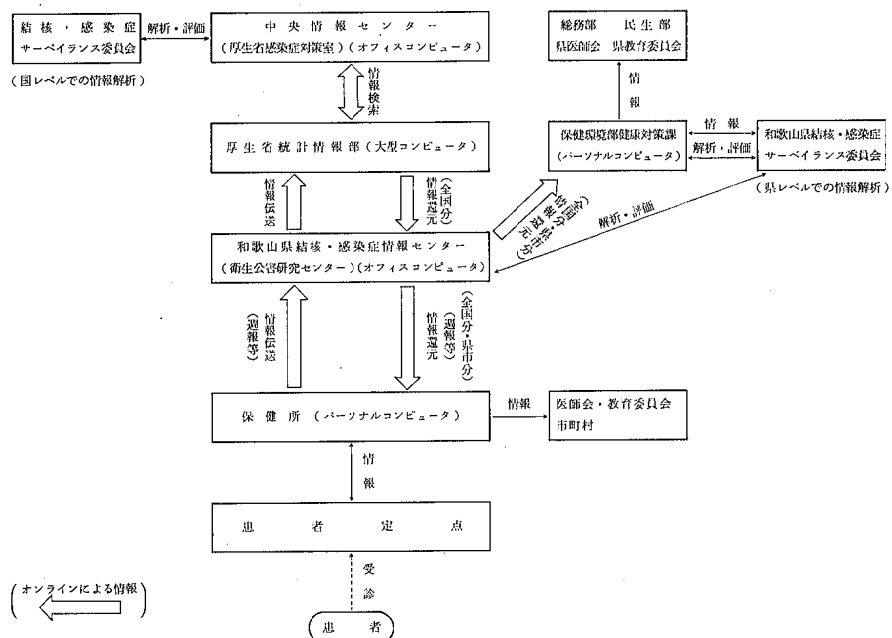 結核・感染症
サーベイランス委員会
(国レベルでの情報解析)
解析・評価
中央情報センター
(厚生省感染症対策室)(オフィスコンピュータ)
総務部 民生部
県医師会 県教育委員会
情報検索
情報
厚生省統計情報部(大型コンピュータ)
保健環境部健康対策課
(パーソナルコンピュータ)
情報
解析・評価
和歌山県結核・感染症
サーベイランス委員会
(県レベルでの情報解析)
情報伝送
情報還元
(全国分)
情報還元
(全国分・県市分)
解析・評価
和歌山県結核・感染症情報センター
(衛生公害研究センター)(オフィスコンピュータ)
情報伝送
(週報等)
情報還元
(週報等)
(全国分・県市分)
保健所(パーソナルコンピュータ)
情報
医師会・教育委員会
市町村
情報
患者定点
受診
患者
(オンラインによる情報)